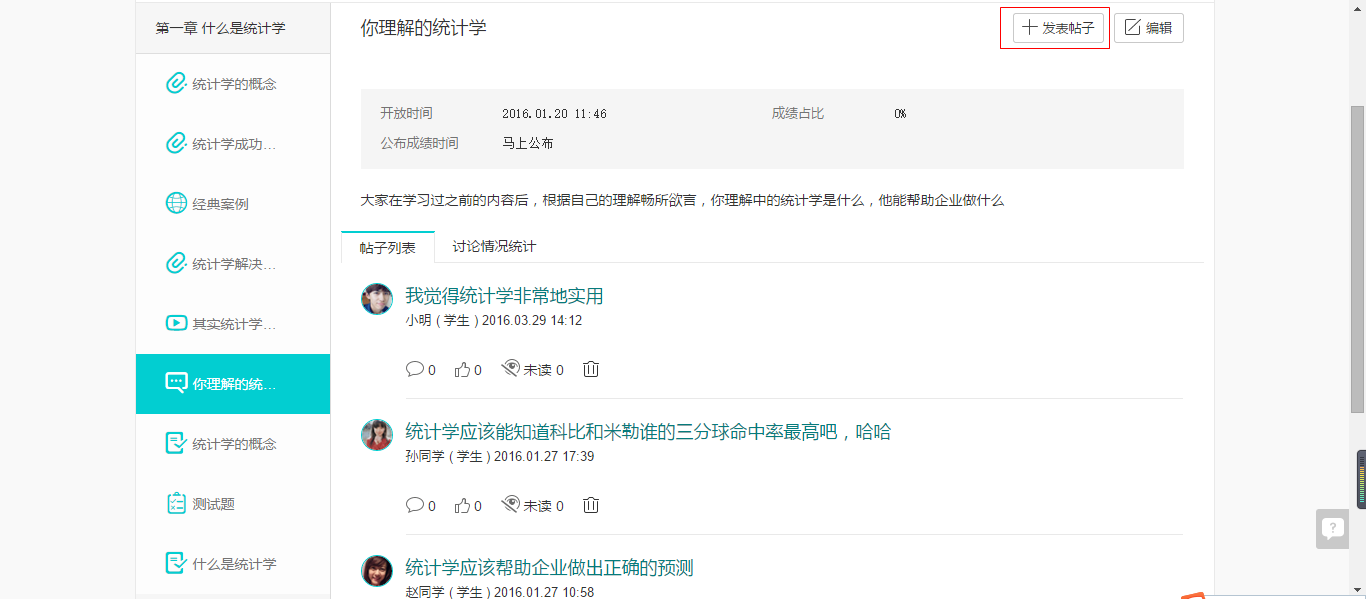 第一章 什么是统计学
统计学的概念
统计学成功...
经典案例
统计学解决...
其实统计学...
你理解的统...
统计学的概念
测试题
什么是统计学
你理解的统计学
发表帖子
编辑
开放时间 2016.01.20 11:46 成绩占比 0%
公布成绩时间 马上公布
大家在学习过之前的内容后，根据自己的理解畅所欲言，你理解中的统计学是什么，他能帮助企业做什么
帖子列表 讨论情况统计
我觉得统计学非常地实用
小明 ( 学生 ) 2016.03.29 14:12
0 0 未读 0
统计学应该能知道科比和米勒谁的三分球命中率最高吧，哈哈
孙同学 ( 学生 ) 2016.01.27 17:39
0 0 未读 0
统计学应该帮助企业做出正确的预测
赵同学 ( 学生 ) 2016.01.27 10:58